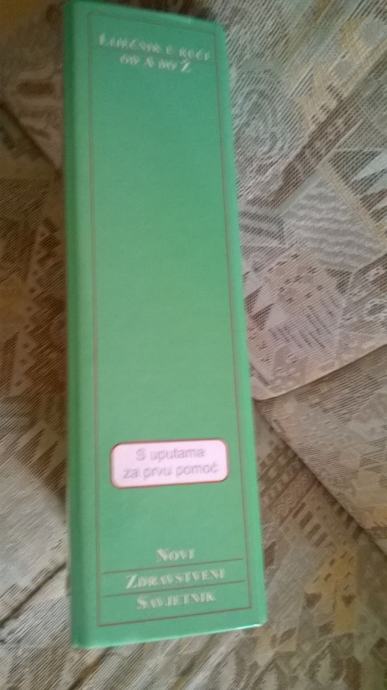 LIJEČNIK U KUĆI
OD A DO Ž
S uputama
za prvu pomoć
NOVI
ZDRAVSTVENI
SAVJETNIK